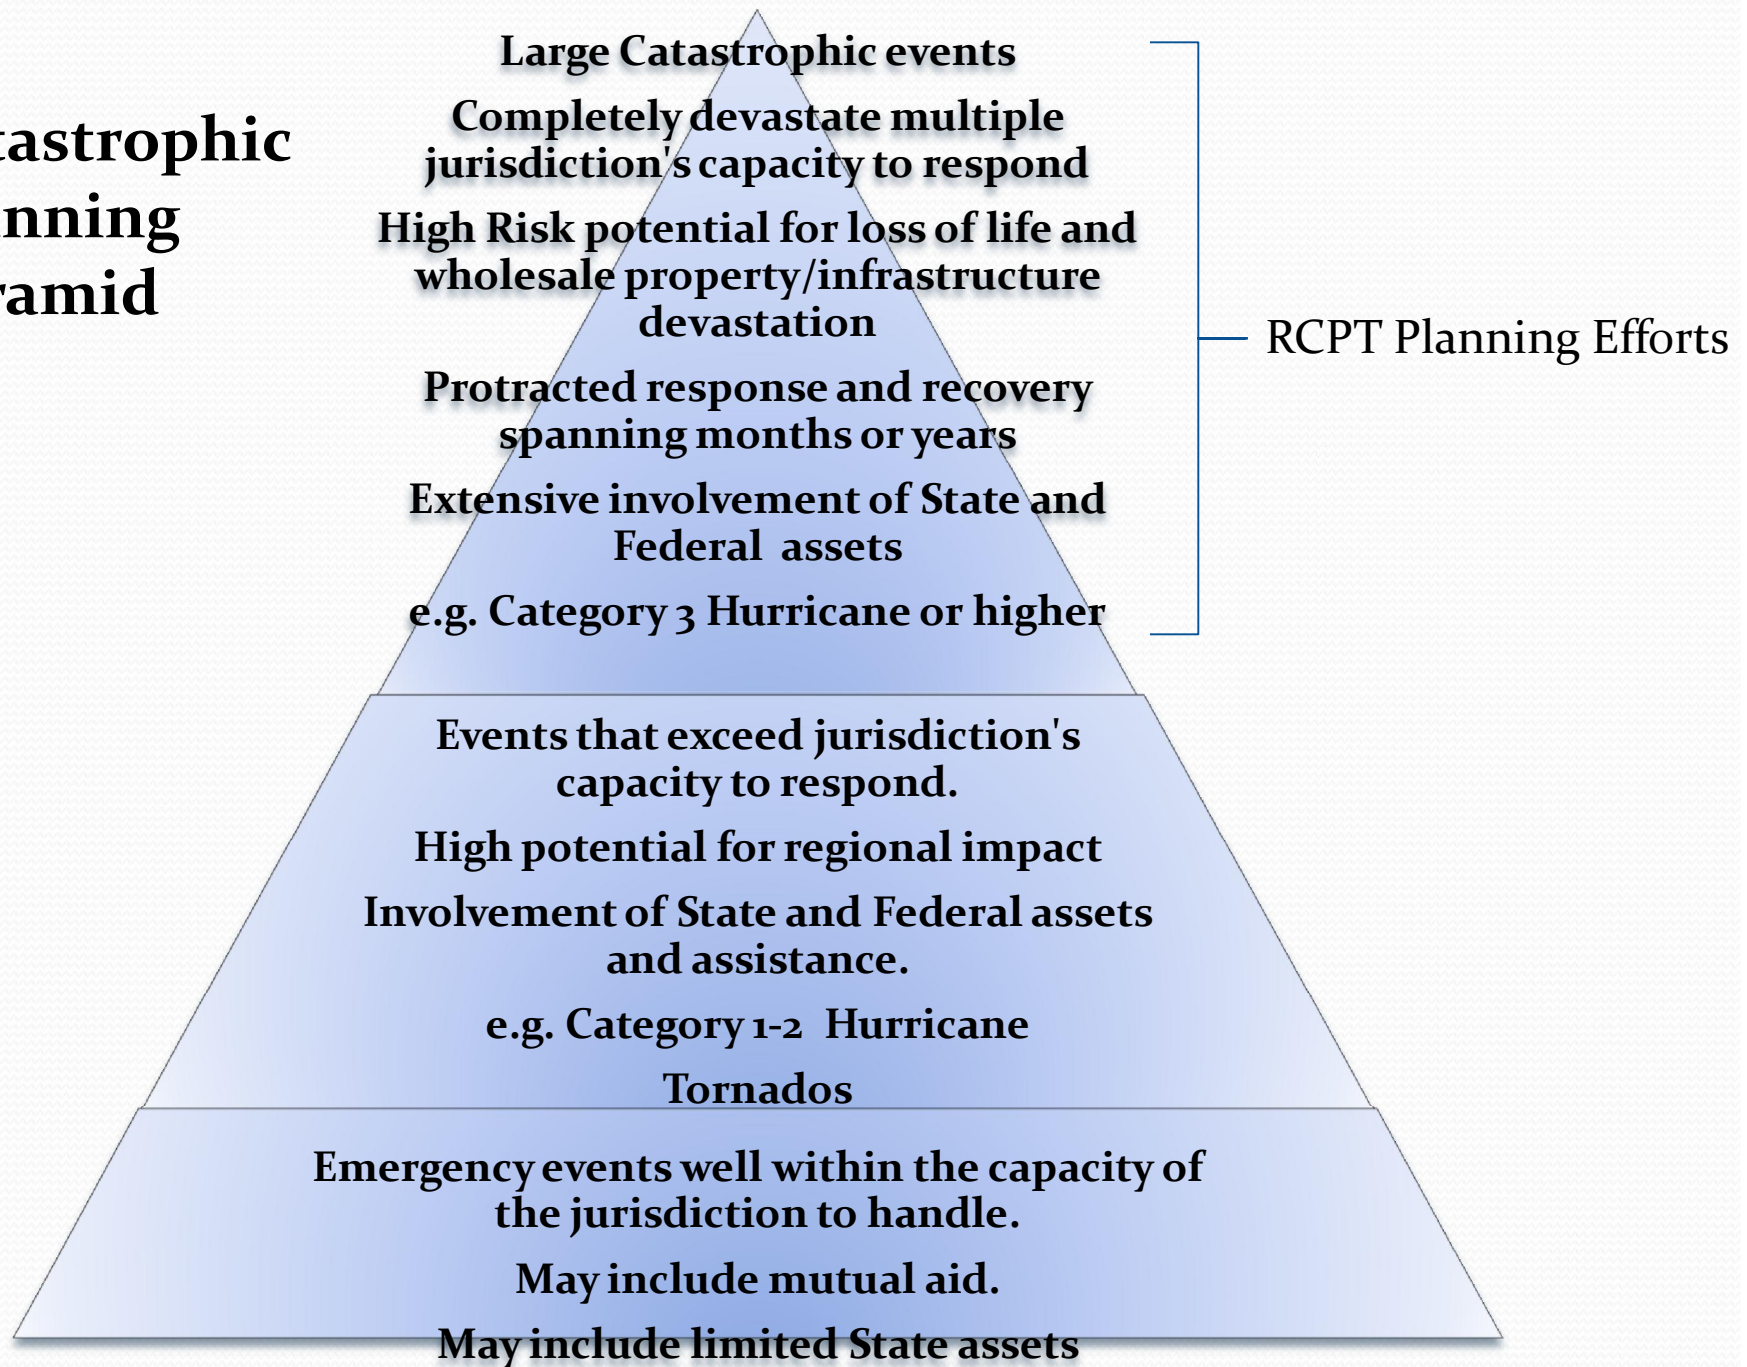 tastrophic
nning
ramid
Large Catastrophic events
Completely devastate multiple
jurisdiction's capacity to respond
High Risk potential for loss of life and
wholesale property/infrastructure
devastation
Protracted response and recovery
spanning months or years
Extensive involvement of State and
Federal assets
e.g. Category 3 Hurricane or higher
RCPT Planning Efforts
Events that exceed jurisdiction's
capacity to respond.
High potential for regional impact
Involvement of State and Federal assets
and assistance.
e.g. Category 1-2 Hurricane
Tornados
Emergency events well within the capacity of
the jurisdiction to handle.
May include mutual aid.
May include limited State assets